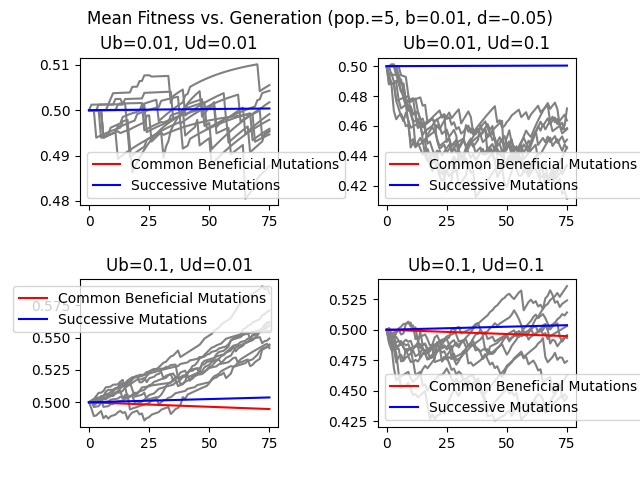 Mean Fitness vs. Generation (pop.=5, b=0.01, d=–0.05)
Ub=0.01, Ud=0.01
0.51
0.50
0.49
0.48
0 25 50 75
Common Beneficial Mutations
Successive Mutations
Ub=0.01, Ud=0.1
0.50
0.48
0.46
0.44
0.42
0 25 50 75
Common Beneficial Mutations
Successive Mutations
Ub=0.1, Ud=0.01
0.575
0.550
0.525
0.500
0 25 50 75
Common Beneficial Mutations
Successive Mutations
Ub=0.1, Ud=0.1
0.525
0.500
0.475
0.450
0.425
0 25 50 75
Common Beneficial Mutations
Successive Mutations